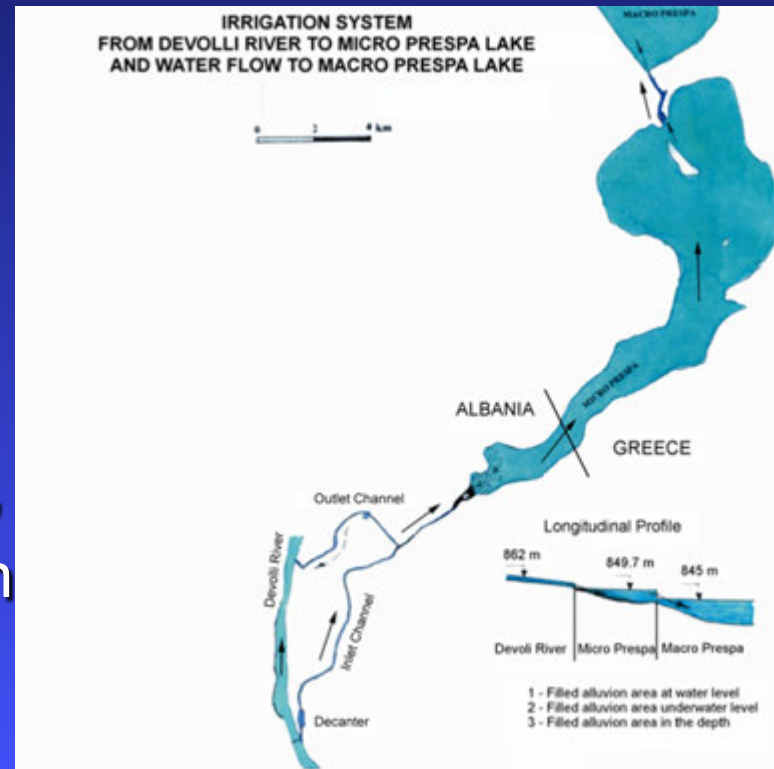 IRRIGATION SYSTEM
FROM DEVOLLI RIVER TO MICRO PRESPA LAKE
AND WATER FLOW TO MACRO PRESPA LAKE
MACRO PRESPA
0 2 4 km
MICRO PRESPA
ALBANIA
GREECE
Outlet Channel
Devolli River
Inlet Channel
Decanter
Longitudinal Profile
862 m
849.7 m
845 m
Devoli River
Micro Prespa
Macro Prespa
1 - Filled alluvion area at water level
2 - Filled alluvion area underwater level
3 - Filled alluvion area in the depth